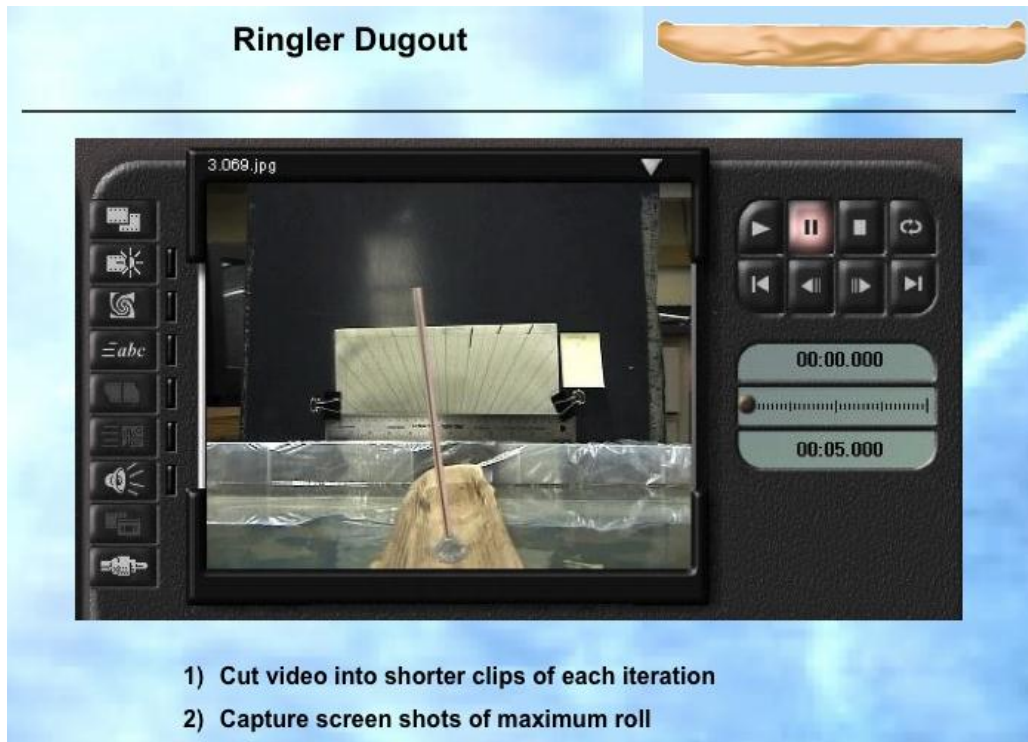 Ringler Dugout
3.069.jpg
abc
00:00.000
00:05.000
1) Cut video into shorter clips of each iteration
2) Capture screen shots of maximum roll